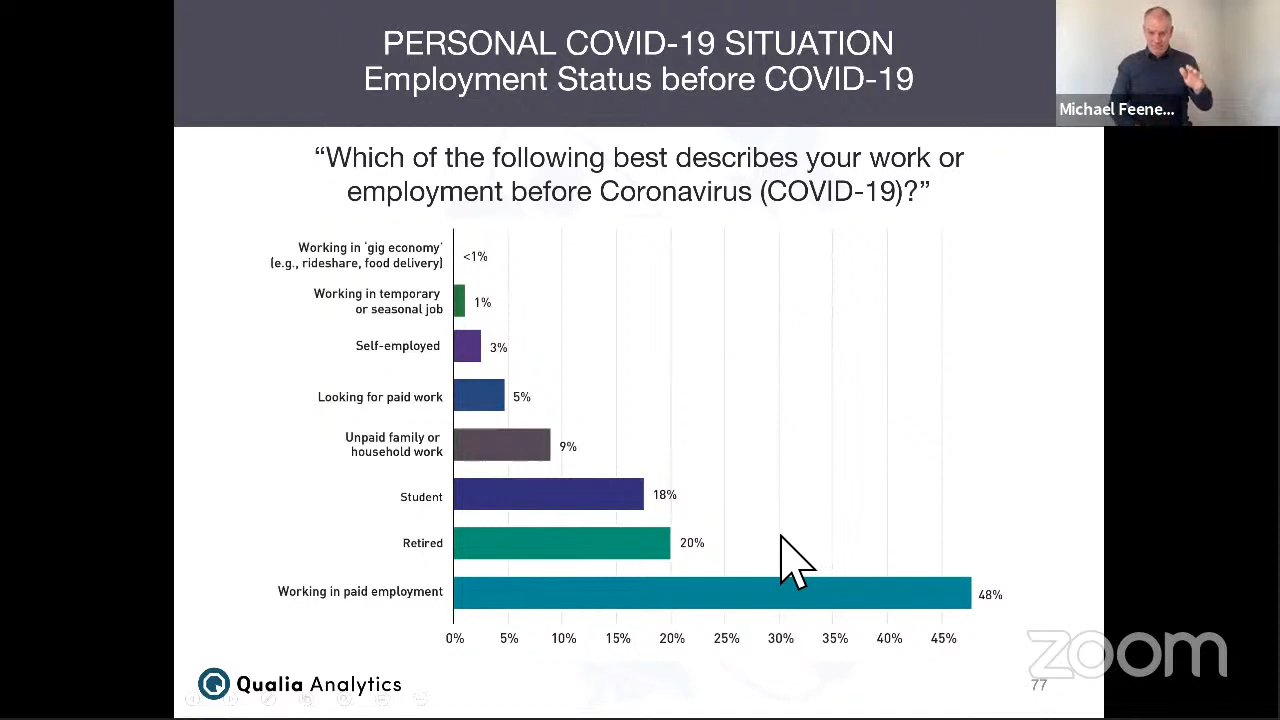 PERSONAL COVID-19 SITUATION
Employment Status before COVID-19
Michael Feene...
“Which of the following best describes your work or
employment before Coronavirus (COVID-19)?”
Working in ‘gig economy’
(e.g., rideshare, food delivery)
<1%
Working in temporary
or seasonal job
1%
Self-employed
3%
Looking for paid work
5%
Unpaid family or
household work
9%
Student
18%
Retired
20%
Working in paid employment
48%
0% 5% 10% 15% 20% 25% 30% 35% 40% 45%
Qualia Analytics
zoom
77